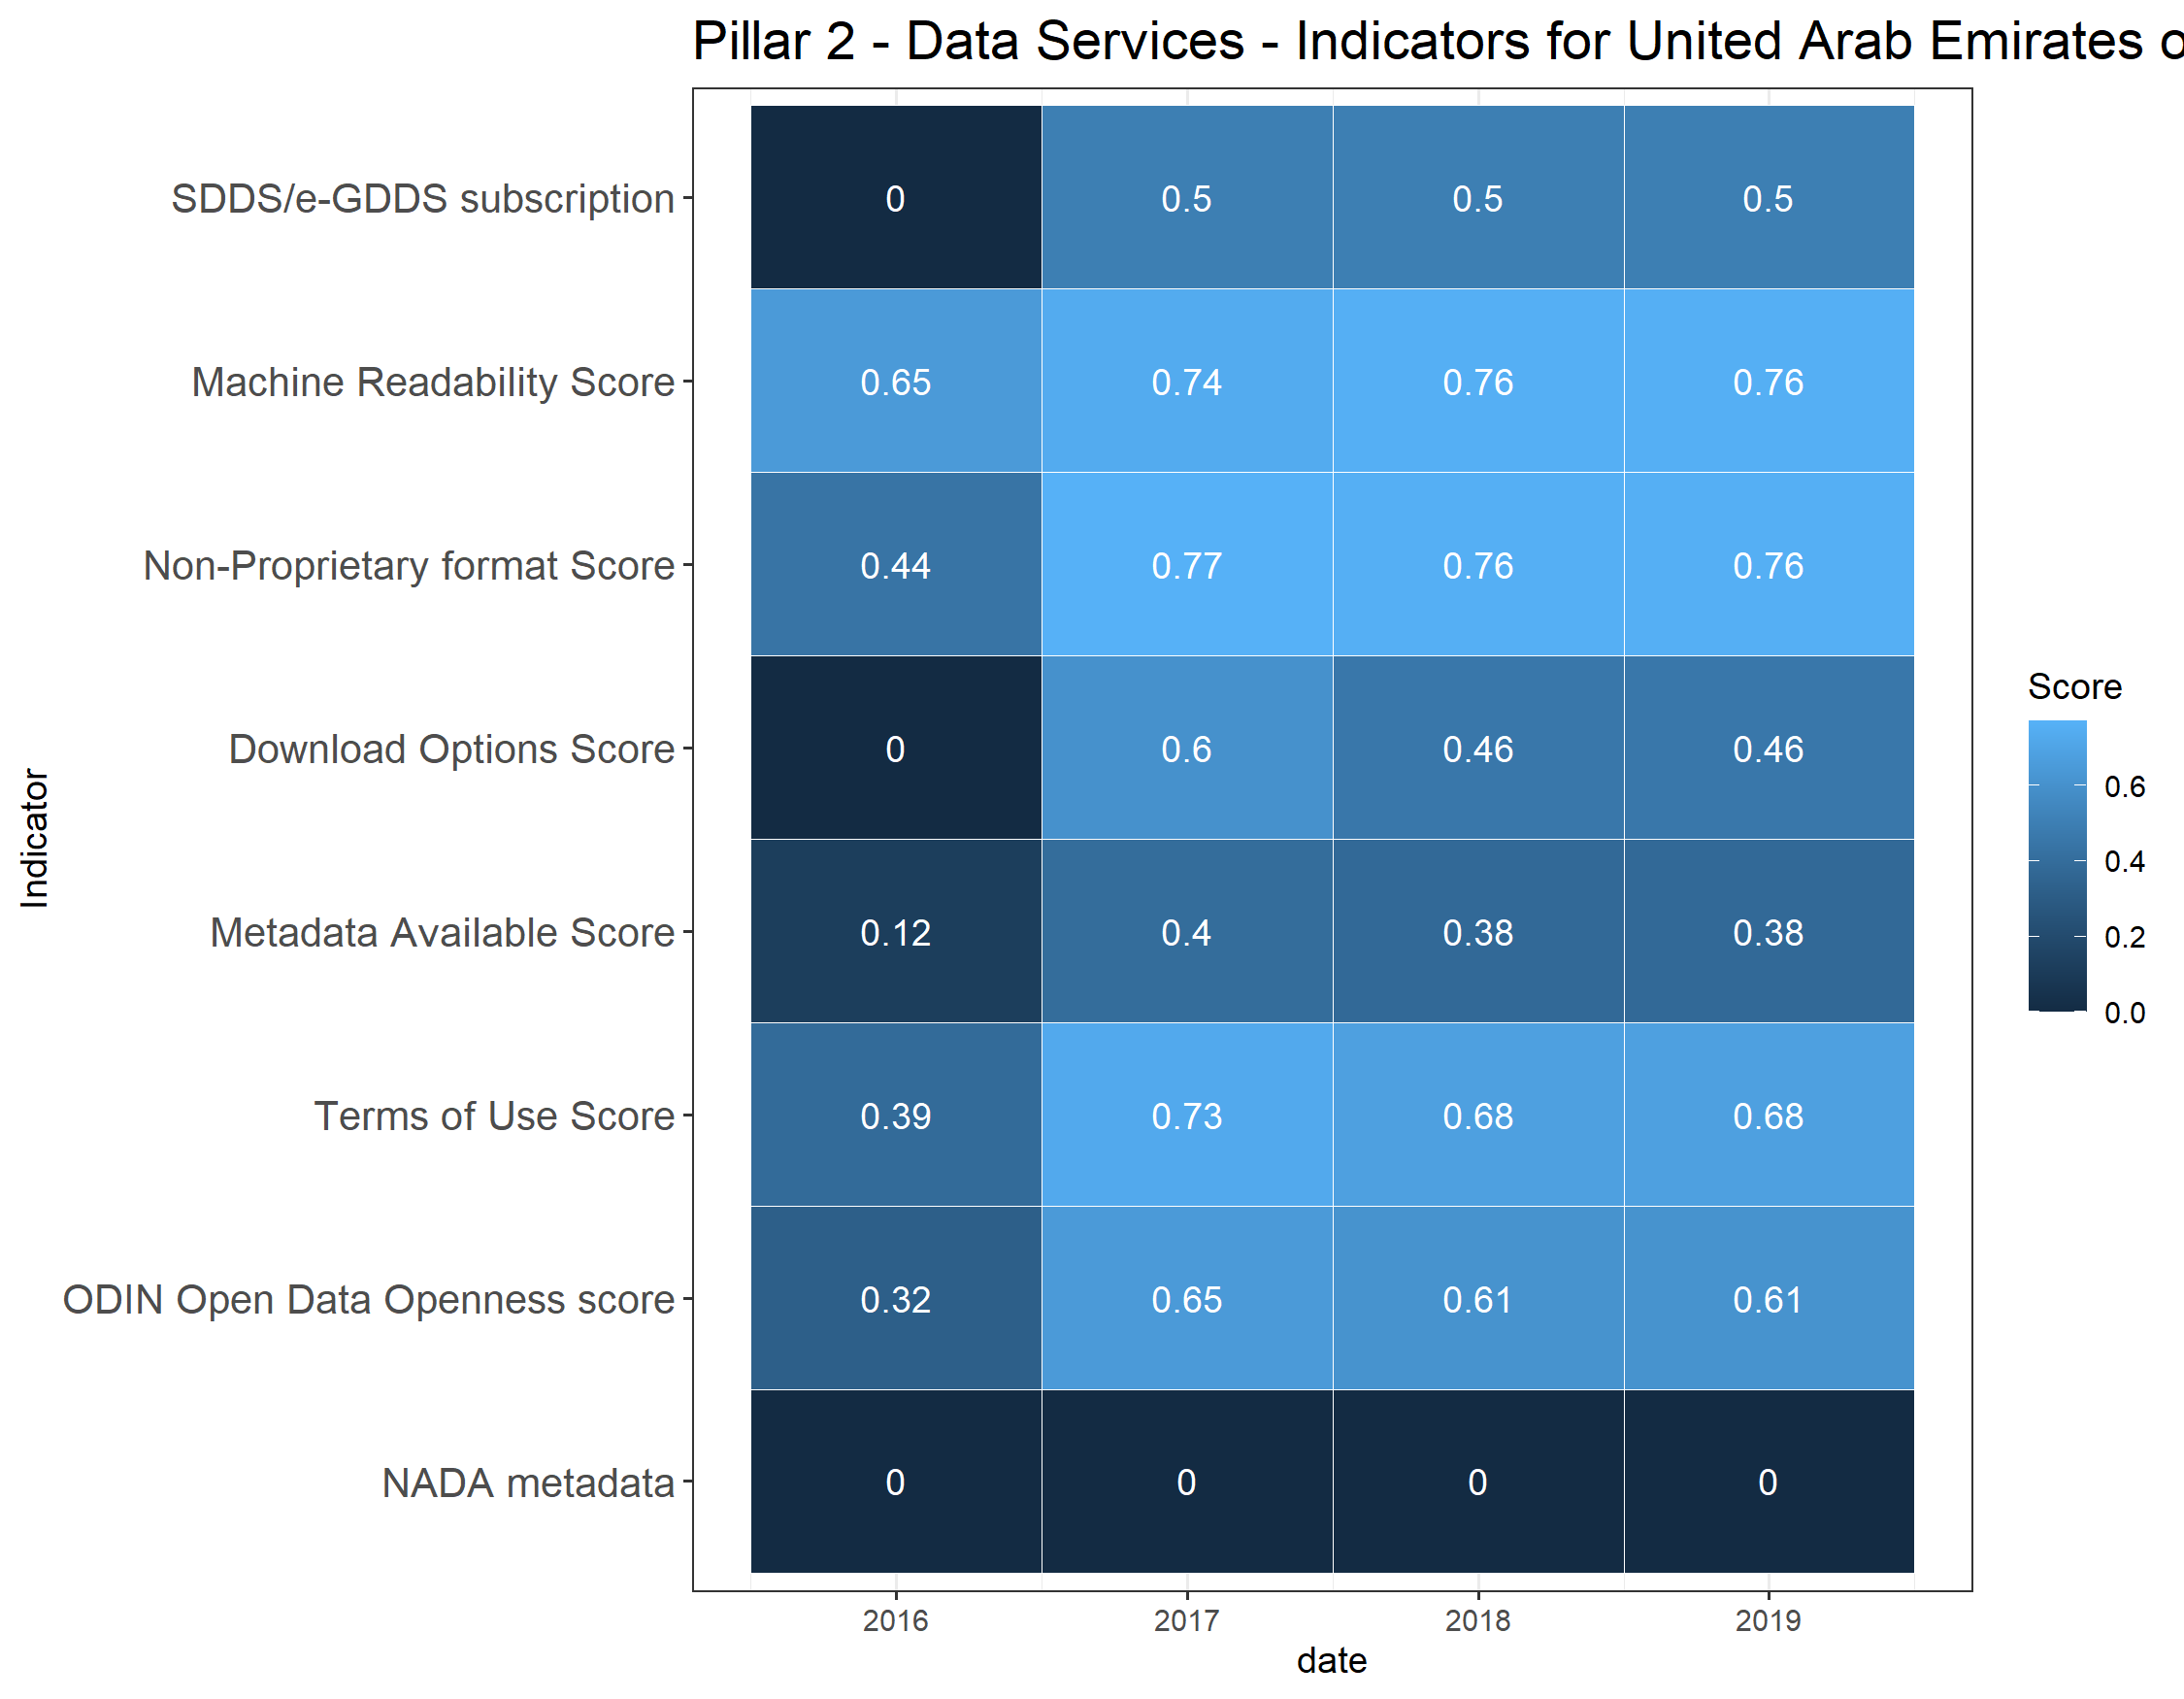 Pillar 2 - Data Services - Indicators for United Arab Emirates o
SDDS/e-GDDS subscription 0 0.5 0.5 0.5
Machine Readability Score 0.65 0.74 0.76 0.76
Non-Proprietary format Score 0.44 0.77 0.76 0.76
Download Options Score 0 0.6 0.46 0.46
Metadata Available Score 0.12 0.4 0.38 0.38
Terms of Use Score 0.39 0.73 0.68 0.68
ODIN Open Data Openness score 0.32 0.65 0.61 0.61
NADA metadata 0 0 0 0
2016 2017 2018 2019
date
Indicator
Score
0.6
0.4
0.2
0.0